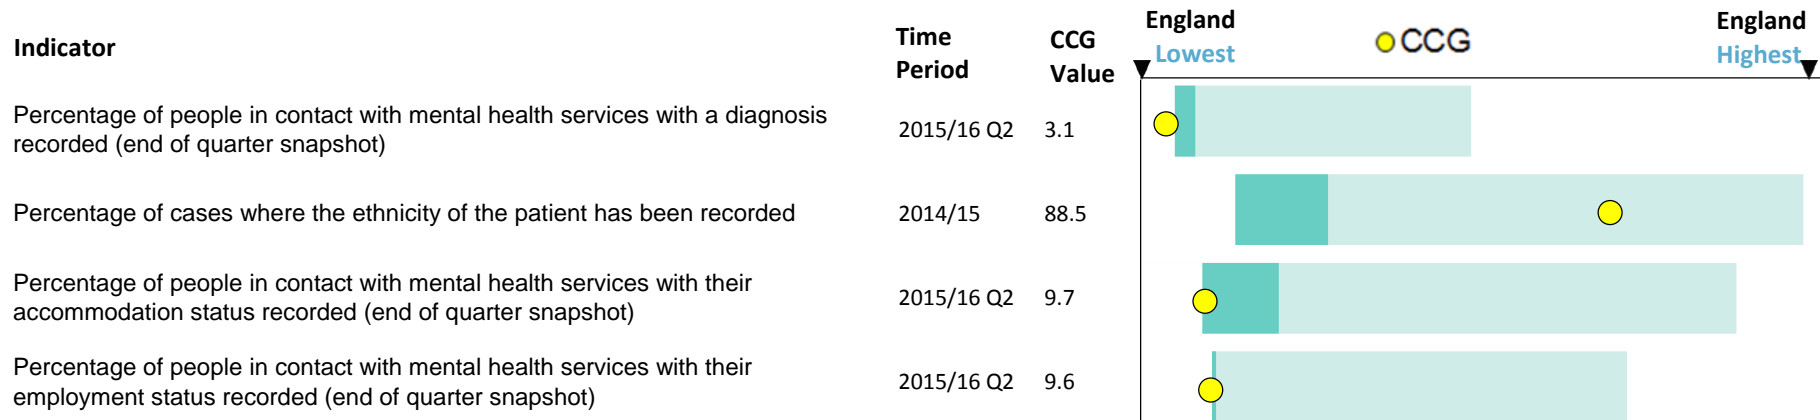 Indicator
Time
Period
CCG
Value
England
Lowest
CCG
England
Highest
Percentage of people in contact with mental health services with a diagnosis
recorded (end of quarter snapshot)
2015/16 Q2
3.1
Percentage of cases where the ethnicity of the patient has been recorded
2014/15
88.5
Percentage of people in contact with mental health services with their
accommodation status recorded (end of quarter snapshot)
2015/16 Q2
9.7
Percentage of people in contact with mental health services with their
employment status recorded (end of quarter snapshot)
2015/16 Q2
9.6